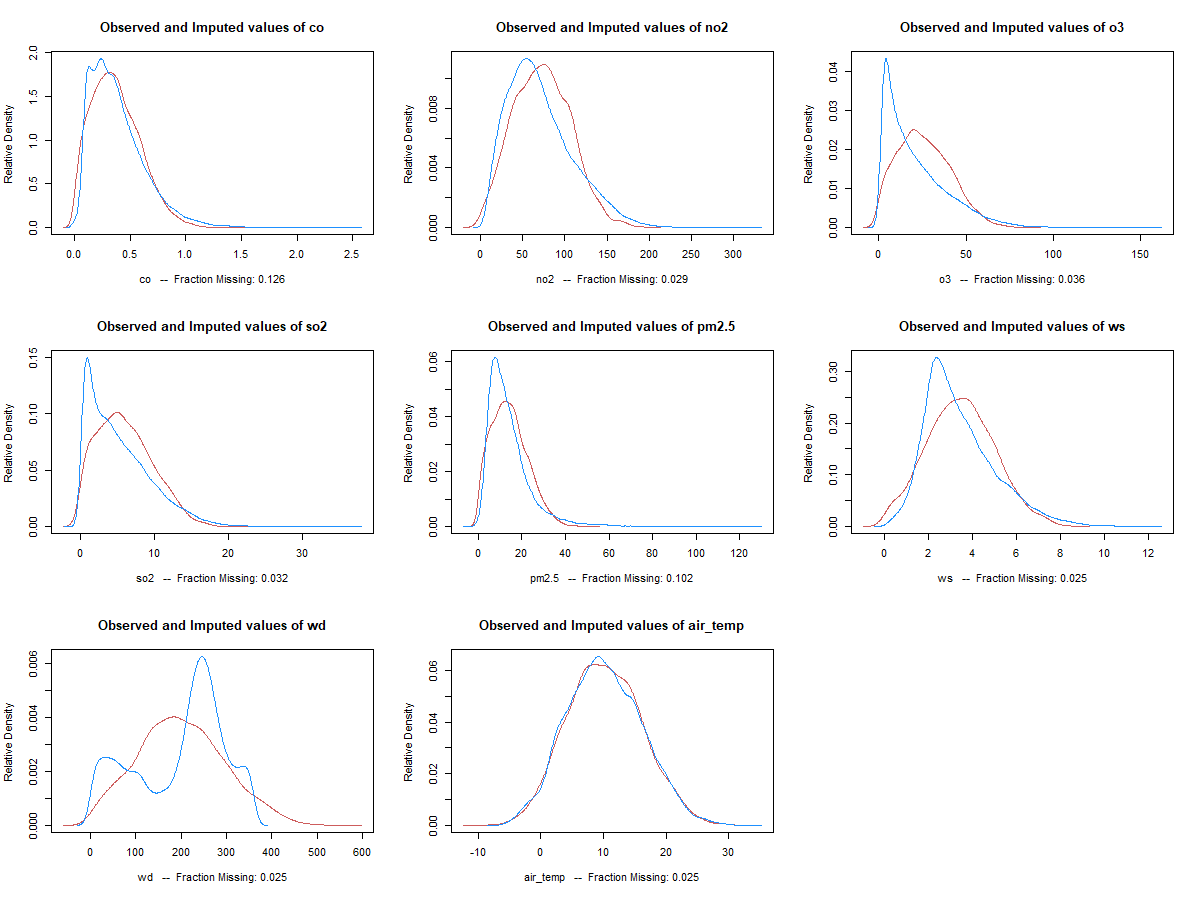 Observed and Imputed values of co
Relative Density
0.0 0.5 1.0 1.5 2.0
0.0 0.5 1.0 1.5 2.0 2.5
co -- Fraction Missing: 0.126
Observed and Imputed values of no2
Relative Density
0.000 0.004 0.008
0 50 100 150 200 250 300
no2 -- Fraction Missing: 0.029
Observed and Imputed values of o3
Relative Density
0.00 0.01 0.02 0.03 0.04
0 50 100 150
o3 -- Fraction Missing: 0.036
Observed and Imputed values of so2
Relative Density
0.00 0.05 0.10 0.15
0 10 20 30
so2 -- Fraction Missing: 0.032
Observed and Imputed values of pm2.5
Relative Density
0.00 0.02 0.04 0.06
0 20 40 60 80 100 120
pm2.5 -- Fraction Missing: 0.102
Observed and Imputed values of ws
Relative Density
0.00 0.10 0.20 0.30
0 2 4 6 8 10 12
ws -- Fraction Missing: 0.025
Observed and Imputed values of wd
Relative Density
0.000 0.002 0.004 0.006
0 100 200 300 400 500 600
wd -- Fraction Missing: 0.025
Observed and Imputed values of air_temp
Relative Density
0.00 0.02 0.04 0.06
-10 0 10 20 30
air_temp -- Fraction Missing: 0.025